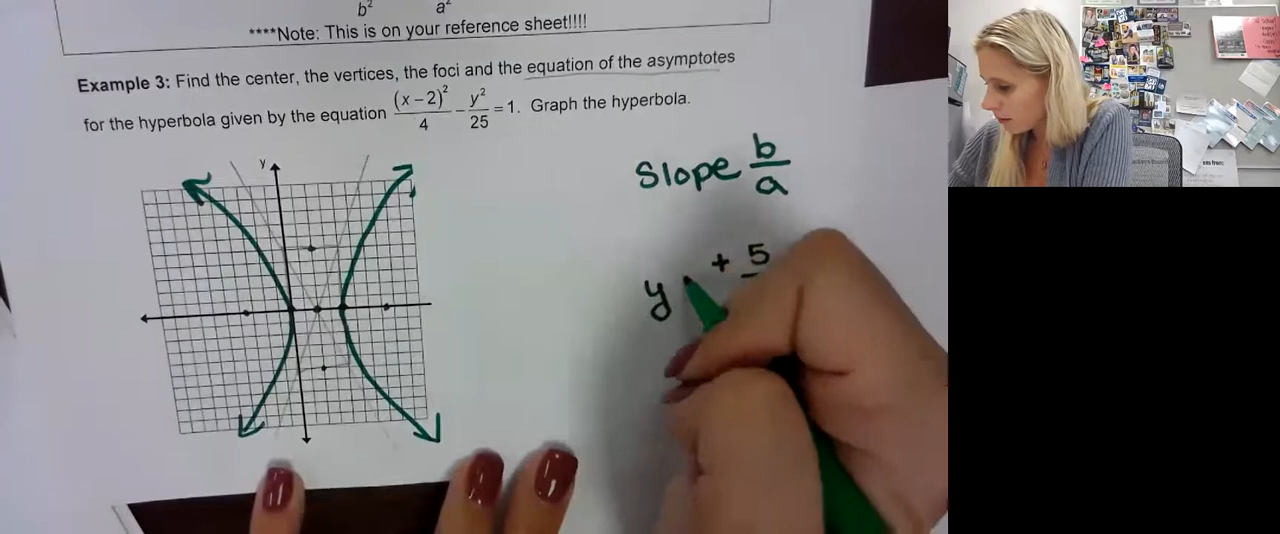 b² a²
****Note: This is on your reference sheet!!!!
Example 3: Find the center, the vertices, the foci and the equation of the asymptotes
for the hyperbola given by the equation (x – 2)²/4 – y²/25 = 1. Graph the hyperbola.
y
Slope b/a
+ 5
y